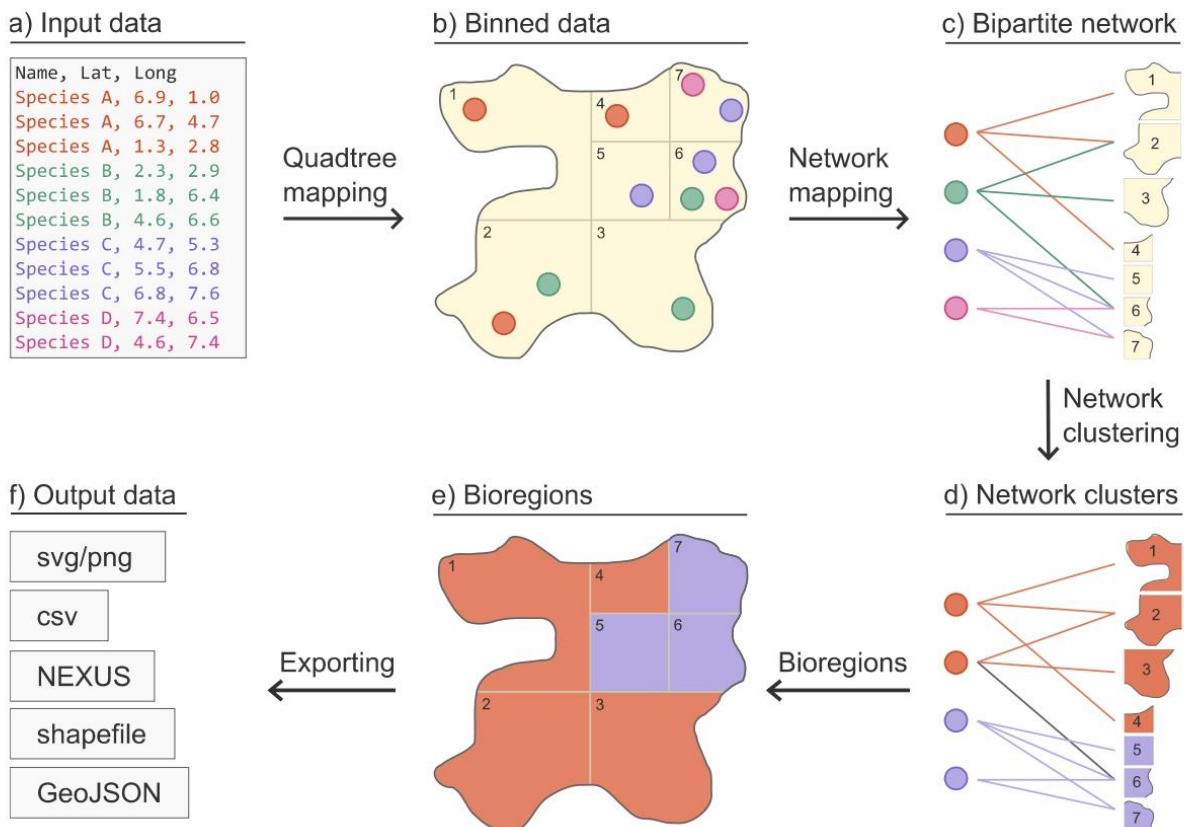 a) Input data
Name, Lat, Long
Species A, 6.9, 1.0
Species A, 6.7, 4.7
Species A, 1.3, 2.8
Species B, 2.3, 2.9
Species B, 1.8, 6.4
Species B, 4.6, 6.6
Species C, 4.7, 5.3
Species C, 5.5, 6.8
Species C, 6.8, 7.6
Species D, 7.4, 6.5
Species D, 4.6, 7.4
Quadtree
mapping
b) Binned data
1
4
7
5
6
2
3
Network
mapping
c) Bipartite network
1
2
3
4
5
6
7
Network
clustering
d) Network clusters
1
2
3
4
5
6
7
Bioregions
e) Bioregions
1
4
7
5
6
2
3
Exporting
f) Output data
svg/png
csv
NEXUS
shapefile
GeoJSON